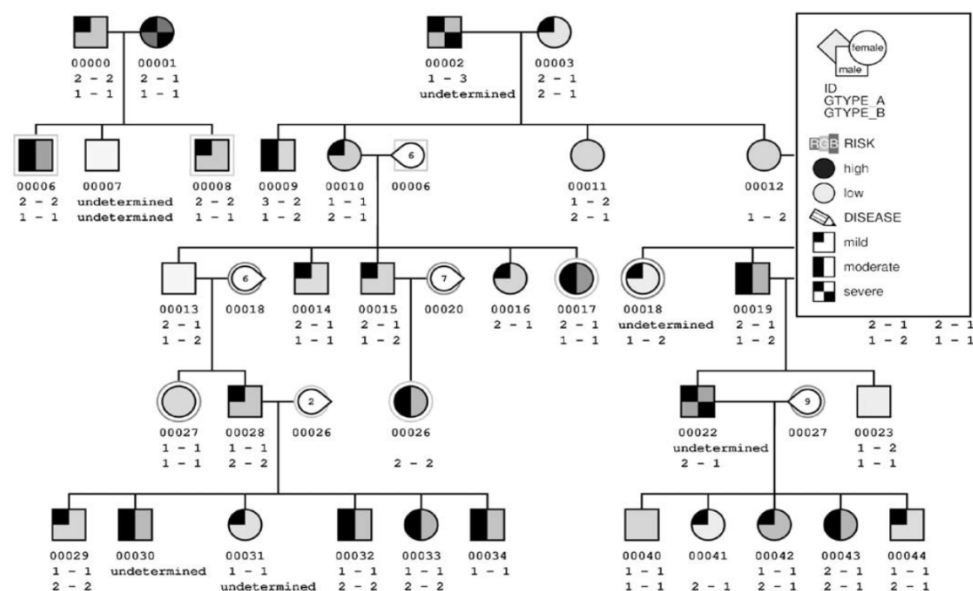 00000 00001 00002 00003
2 - 2 2 - 1 1 - 3 2 - 1
1 - 1 1 - 1 undetermined 2 - 1
6
00006 00007 00008 00009 00010 00006 00011 00012
2 - 2 undetermined 2 - 2 3 - 2 1 - 1 1 - 2
1 - 1 undetermined 1 - 1 1 - 2 2 - 1 2 - 1 1 - 2
6 7
00013 00018 00014 00015 00020 00016 00017 00018 00019
2 - 1 2 - 1 2 - 1 2 - 1 2 - 1 undetermined 2 - 1 2 - 1 2 - 1
1 - 2 1 - 1 1 - 2 1 - 1 1 - 2 1 - 2 1 - 2 1 - 1
2 9
00027 00028 00026 00026 00022 00027 00023
1 - 1 1 - 1 undetermined 1 - 2
1 - 1 2 - 2 2 - 2 2 - 1 1 - 1
00029 00030 00031 00032 00033 00034 00040 00041 00042 00043 00044
1 - 1 undetermined 1 - 1 1 - 1 1 - 1 1 - 1 1 - 1 1 - 1 2 - 1 1 - 1
2 - 2 undetermined 2 - 2 2 - 2 1 - 1 2 - 1 2 - 1 2 - 1 2 - 1
female
male
ID
GTYPE_A
GTYPE_B
RGB RISK
high
low
DISEASE
mild
moderate
severe